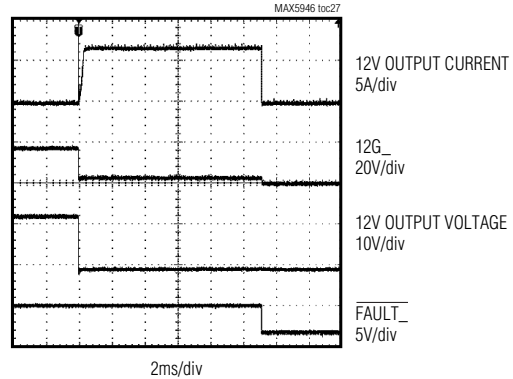 MAX5946 toc27
12V OUTPUT CURRENT
5A/div
12G_
20V/div
12V OUTPUT VOLTAGE
10V/div
FAULT_
5V/div
2ms/div